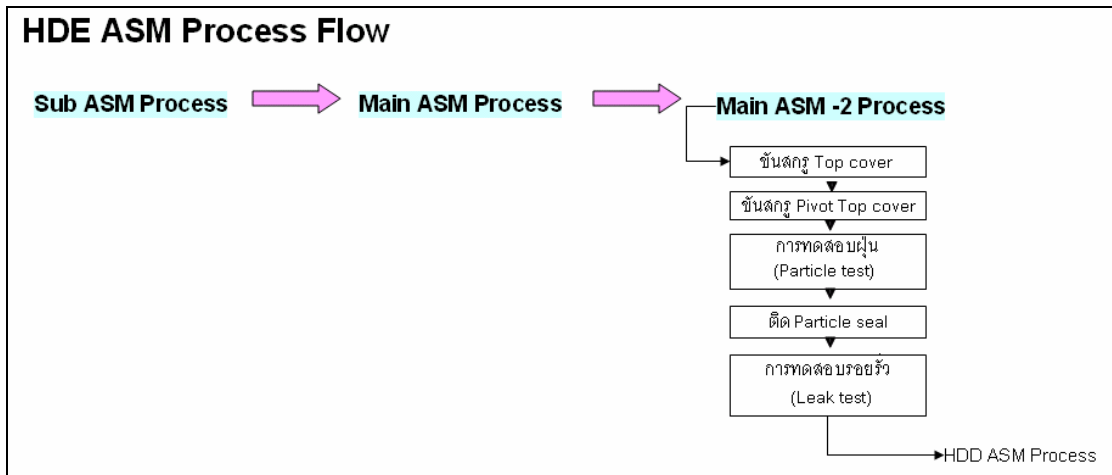 HDE ASM Process Flow
Sub ASM Process
Main ASM Process
Main ASM -2 Process
ขันสกรู Top cover
ขันสกรู Pivot Top cover
การทดสอบฝุ่น
(Particle test)
ติด Particle seal
การทดสอบรอยรั่ว
(Leak test)
HDD ASM Process